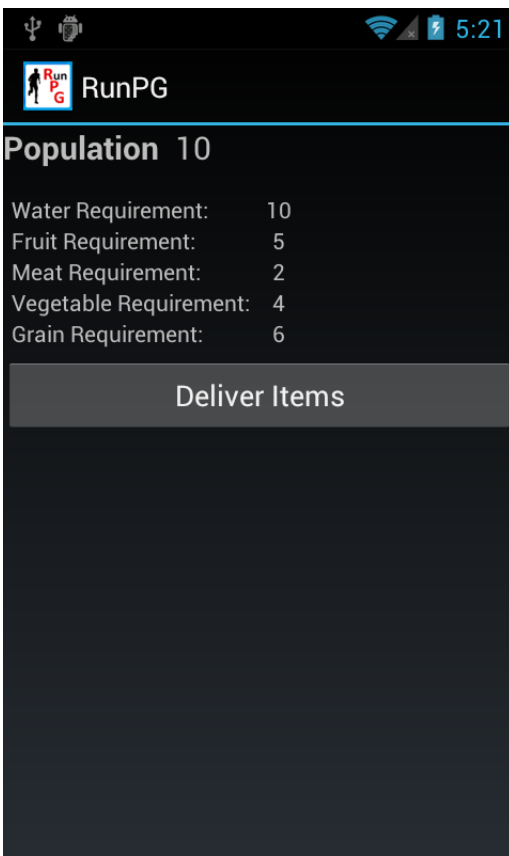 5:21
Run
P
G
RunPG
Population 10
Water Requirement: 10
Fruit Requirement: 5
Meat Requirement: 2
Vegetable Requirement: 4
Grain Requirement: 6
Deliver Items